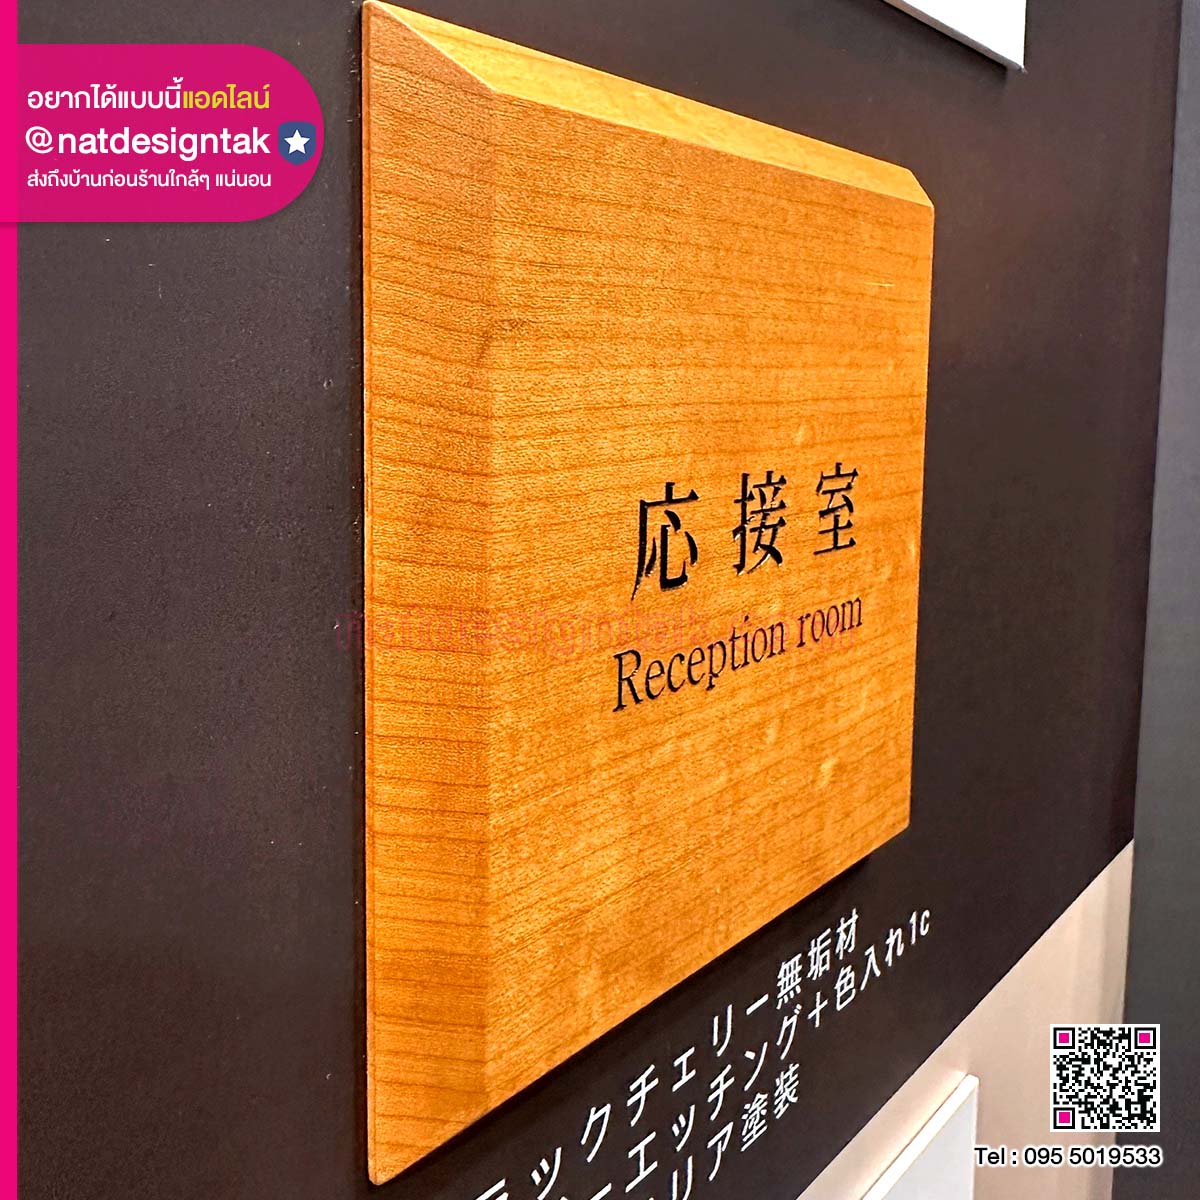 อยากได้แบบนี้แอดไลน์
@natdesigntak
ส่งถึงบ้านก่อนร้านใกล้ๆ แน่นอน
応接室
Reception room
natdesigntak
ラックチェリー無垢材
ーエッチング+色入れ1c
リア塗装
Tel : 095 5019533